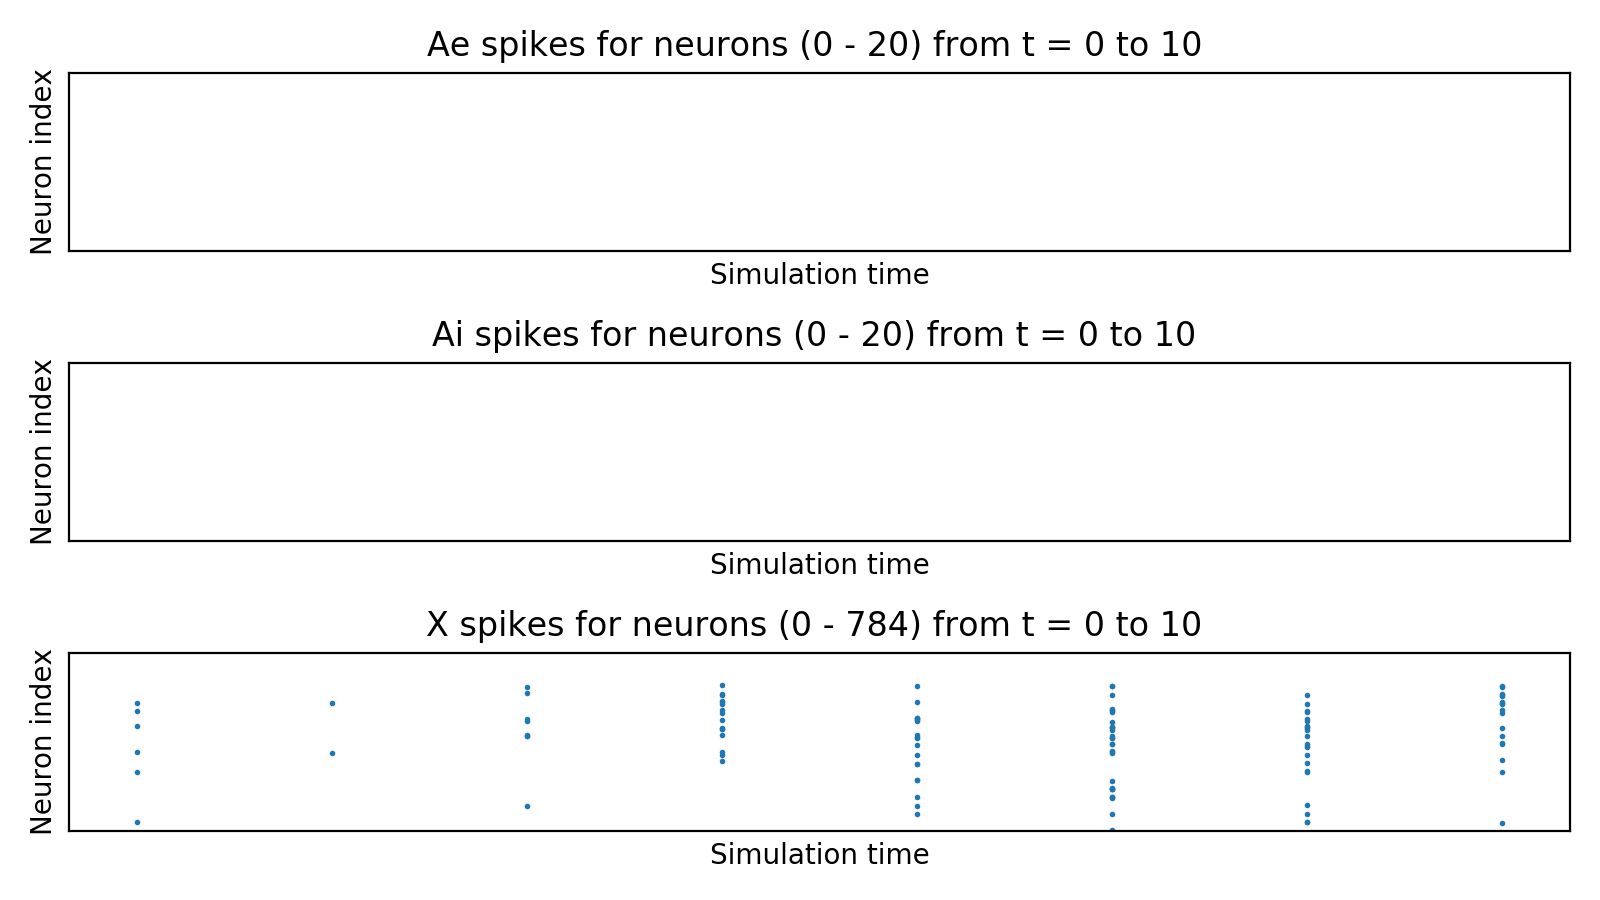 Ae spikes for neurons (0 - 20) from t = 0 to 10
Neuron index
Simulation time
Ai spikes for neurons (0 - 20) from t = 0 to 10
Neuron index
Simulation time
X spikes for neurons (0 - 784) from t = 0 to 10
Neuron index
Simulation time